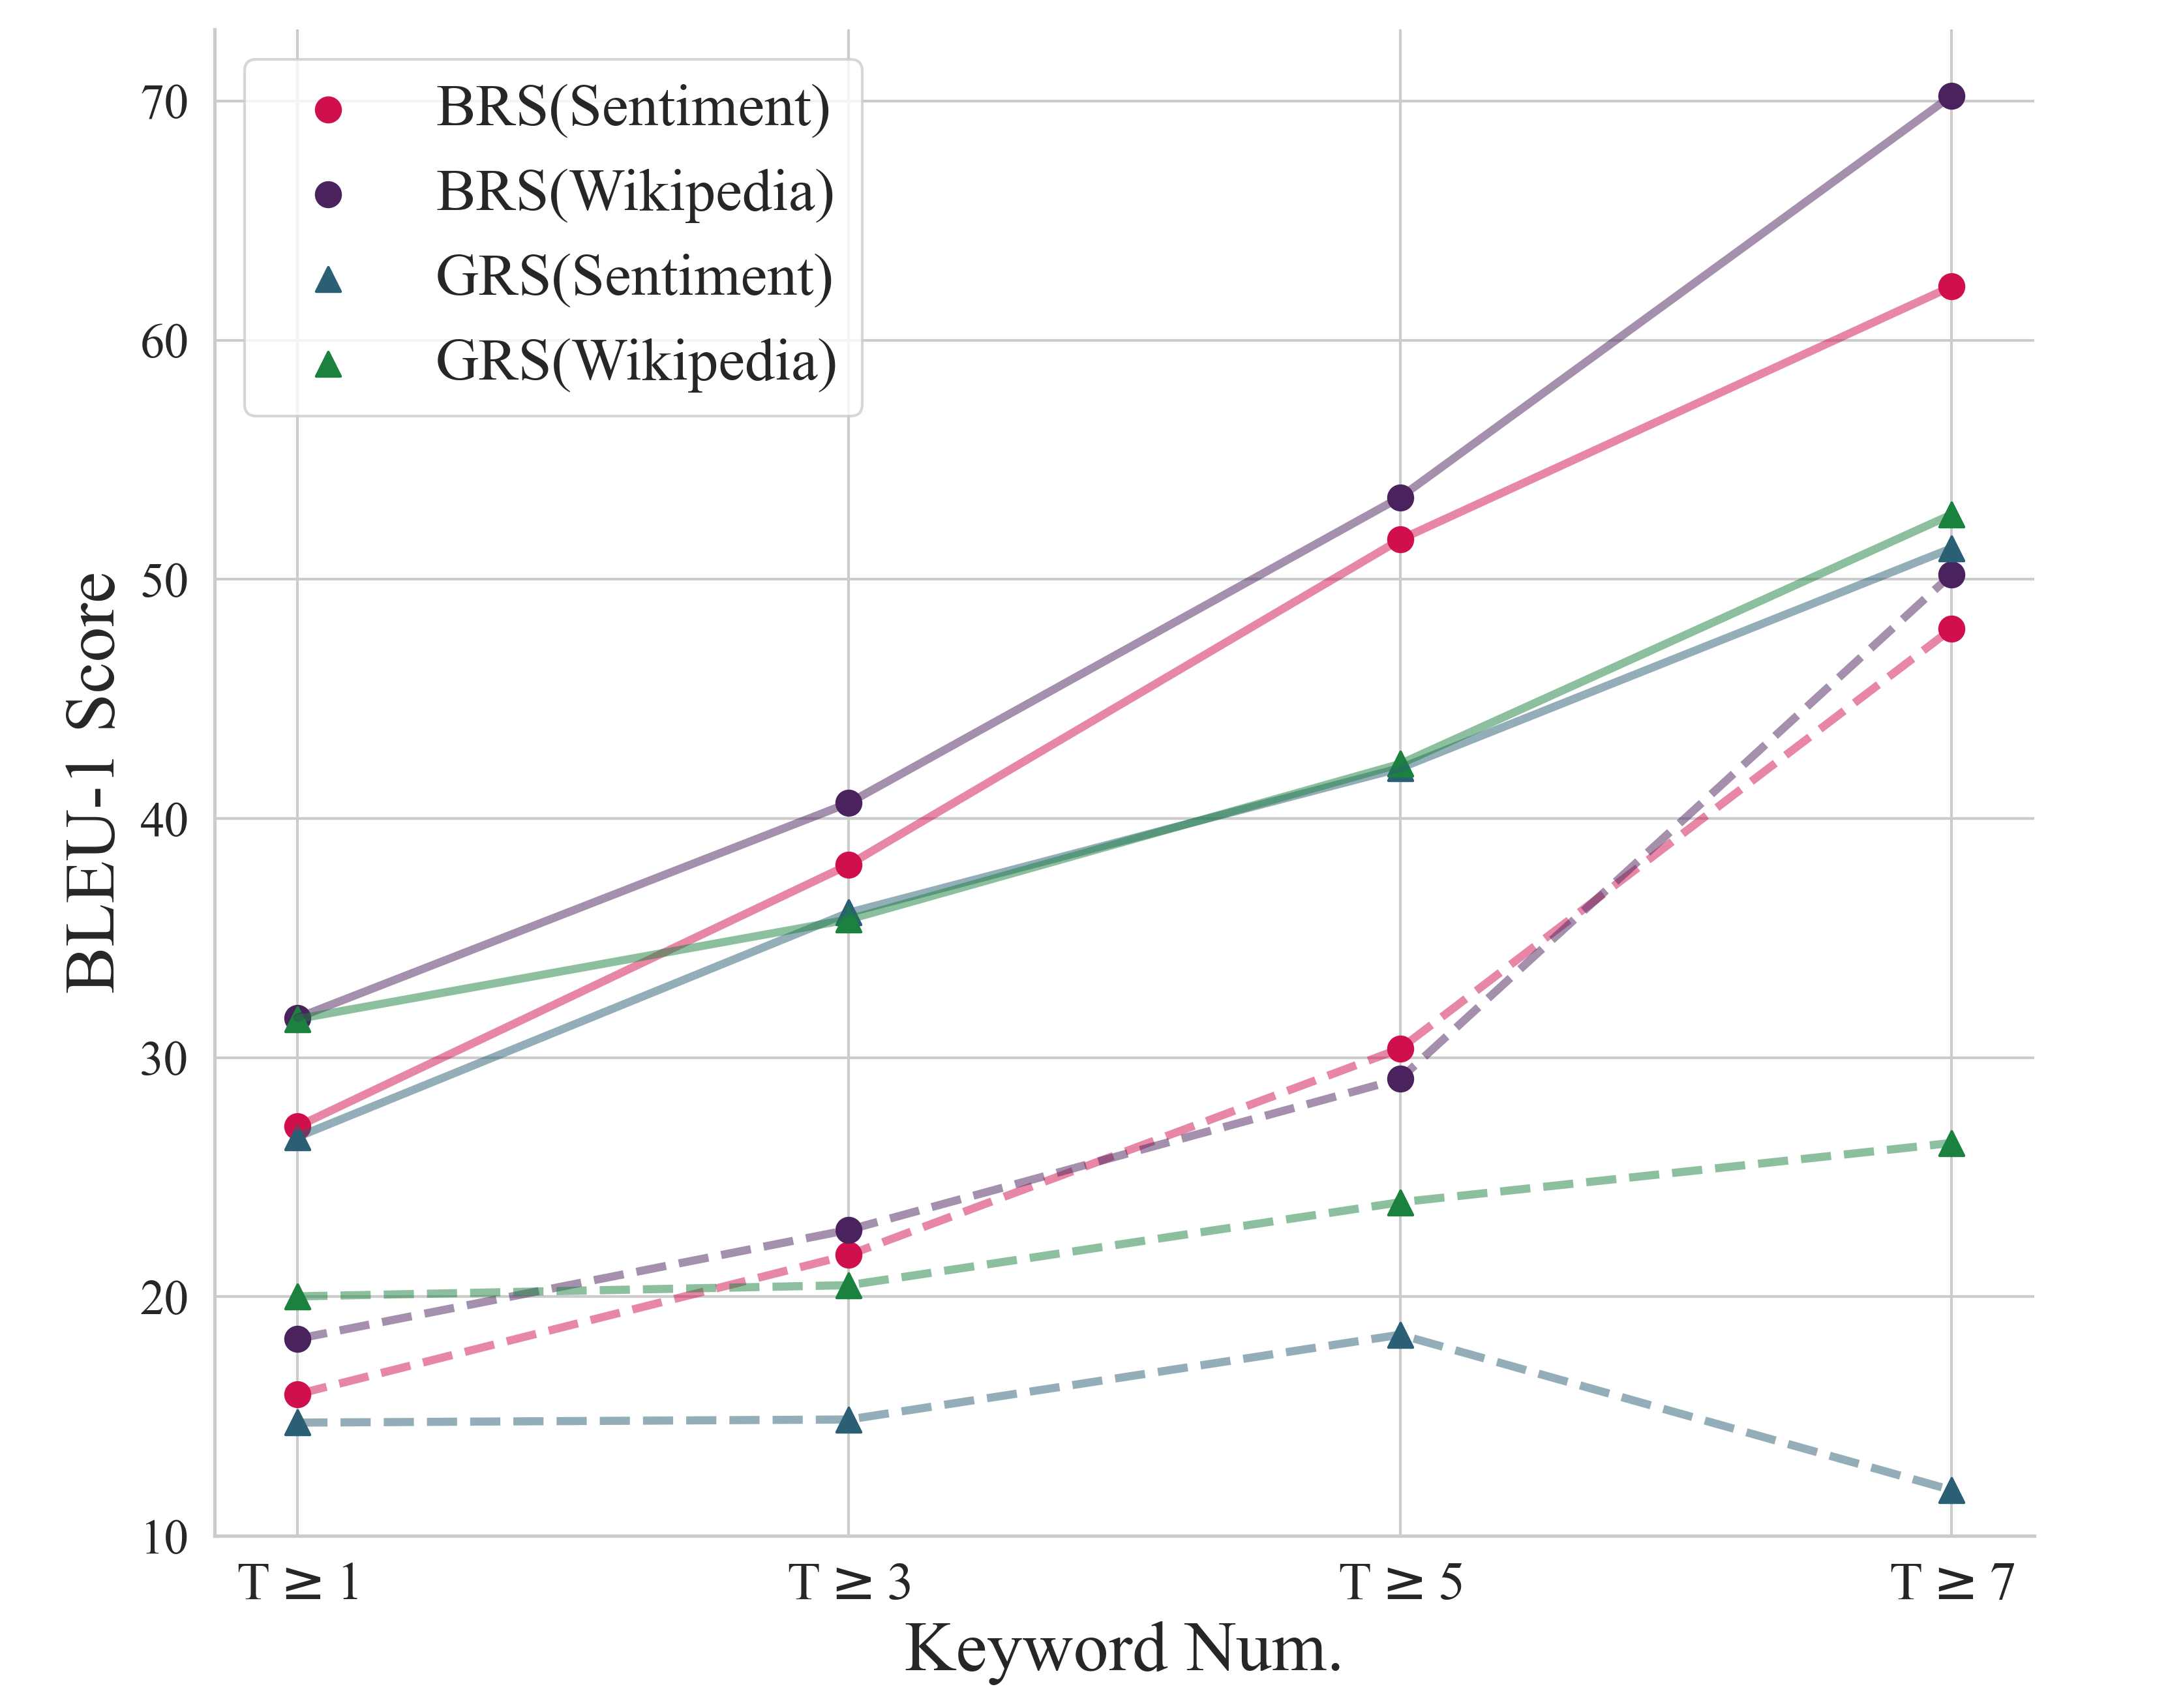 BRS(Sentiment)
BRS(Wikipedia)
GRS(Sentiment)
GRS(Wikipedia)
70
60
50
40
30
20
10
BLEU-1 Score
T ≥ 1
T ≥ 3
T ≥ 5
T ≥ 7
Keyword Num.